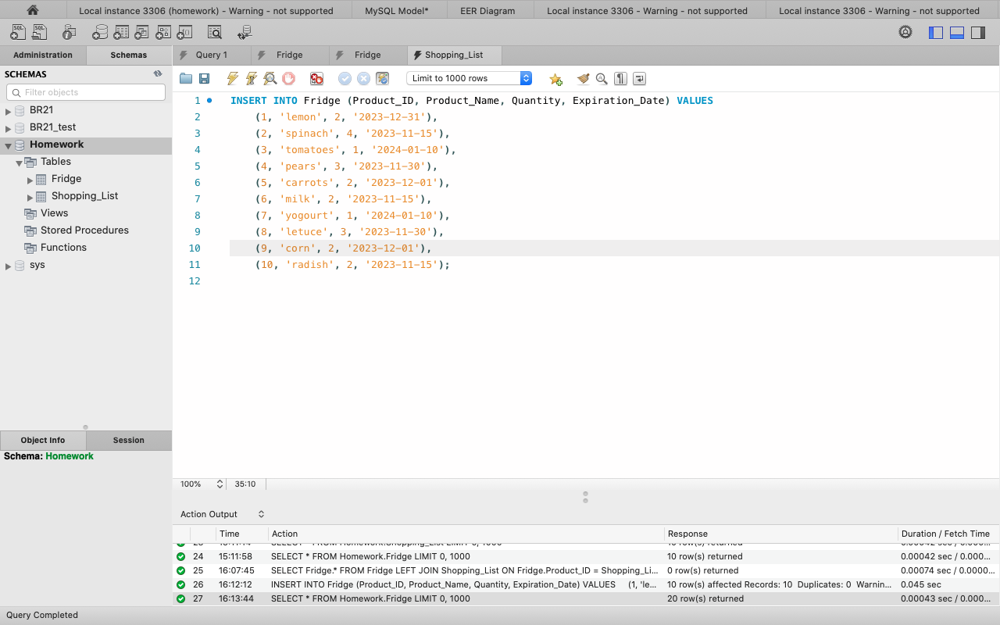 Local instance 3306 (homework) - Warning - not supported
MySQL Model*
EER Diagram
Local instance 3306 - Warning - not supported
Local instance 3306 - Warning - not supported
Administration
Schemas
Query 1
Fridge
Fridge
Shopping_List
SCHEMAS
Filter objects
BR21
BR21_test
Homework
Tables
Fridge
Shopping_List
Views
Stored Procedures
Functions
sys
Limit to 1000 rows
1 INSERT INTO Fridge (Product_ID, Product_Name, Quantity, Expiration_Date) VALUES
2 (1, 'lemon', 2, '2023-12-31'),
3 (2, 'spinach', 4, '2023-11-15'),
4 (3, 'tomatoes', 1, '2024-01-10'),
5 (4, 'pears', 3, '2023-11-30'),
6 (5, 'carrots', 2, '2023-12-01'),
7 (6, 'milk', 2, '2023-11-15'),
8 (7, 'yogourt', 1, '2024-01-10'),
9 (8, 'letuce', 3, '2023-11-30'),
10 (9, 'corn', 2, '2023-12-01'),
11 (10, 'radish', 2, '2023-11-15');
12
Object Info
Session
Schema: Homework
100%
35:10
Action Output
Time Action Response Duration / Fetch Time
24 15:11:58 SELECT * FROM Homework.Fridge LIMIT 0, 1000 10 row(s) returned 0.00042 sec / 0.000...
25 16:07:45 SELECT Fridge.* FROM Fridge LEFT JOIN Shopping_List ON Fridge.Product_ID = Shopping_Li... 0 row(s) returned 0.00074 sec / 0.0000...
26 16:12:12 INSERT INTO Fridge (Product_ID, Product_Name, Quantity, Expiration_Date) VALUES (1, 'le... 10 row(s) affected Records: 10 Duplicates: 0 Warnin... 0.045 sec
27 16:13:44 SELECT * FROM Homework.Fridge LIMIT 0, 1000 20 row(s) returned 0.00043 sec / 0.000...
Query Completed